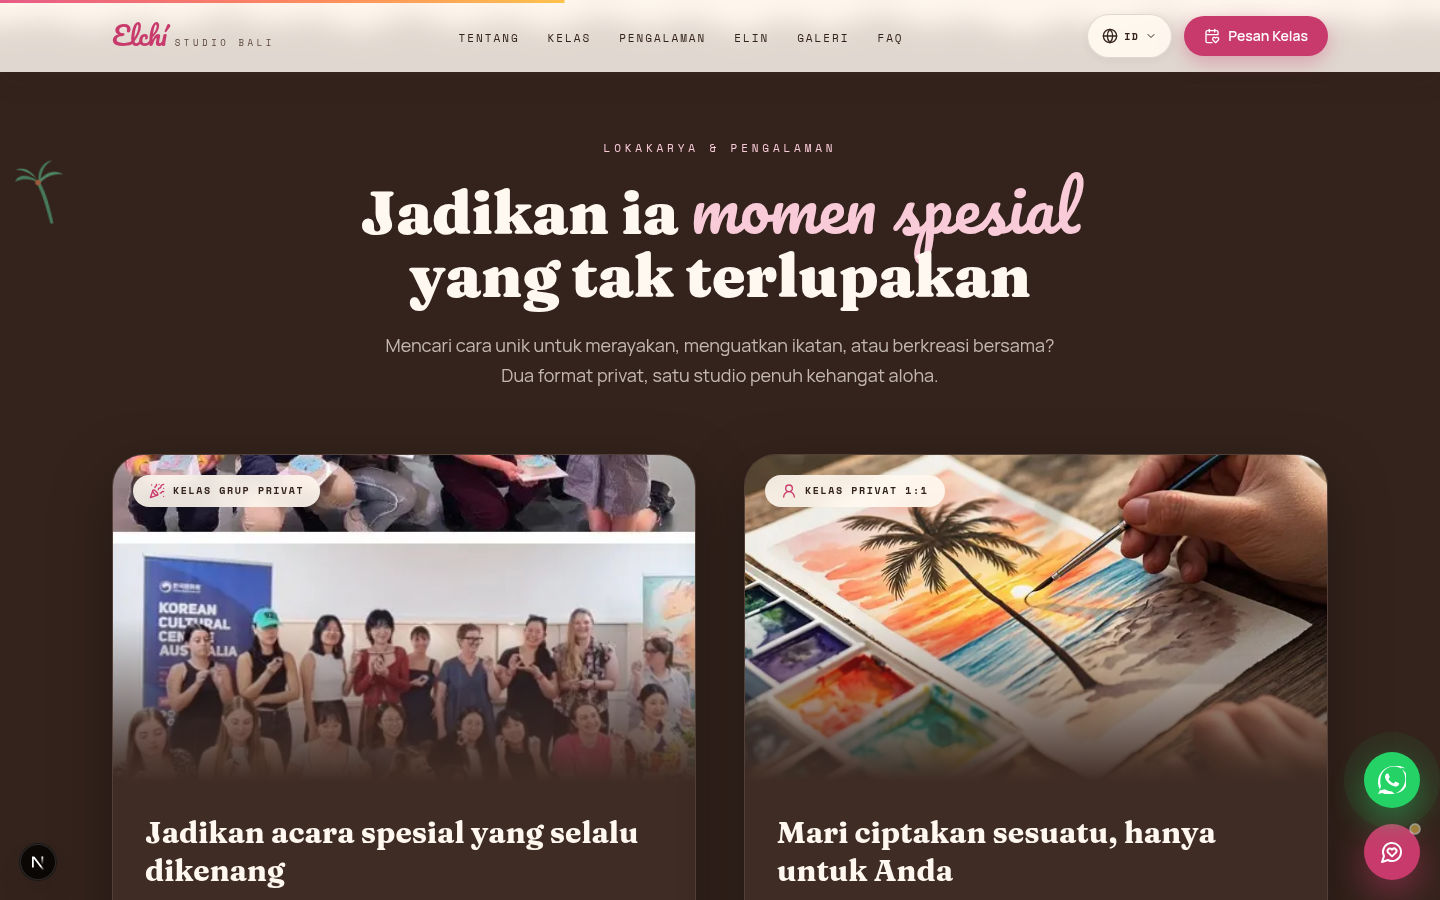 Elchí STUDIO BALI
TENTANG KELAS PENGALAMAN ELIN GALERI FAQ
ID
Pesan Kelas
LOKAKARYA & PENGALAMAN
Jadikan ia momen spesial
yang tak terlupakan
Mencari cara unik untuk merayakan, menguatkan ikatan, atau berkreasi bersama?
Dua format privat, satu studio penuh kehangat aloha.
KELAS GRUP PRIVAT
KOREAN
CULTURAL
AUSTRALIA
Jadikan acara spesial yang selalu
dikenang
KELAS PRIVAT 1:1
Mari ciptakan sesuatu, hanya
untuk Anda
N